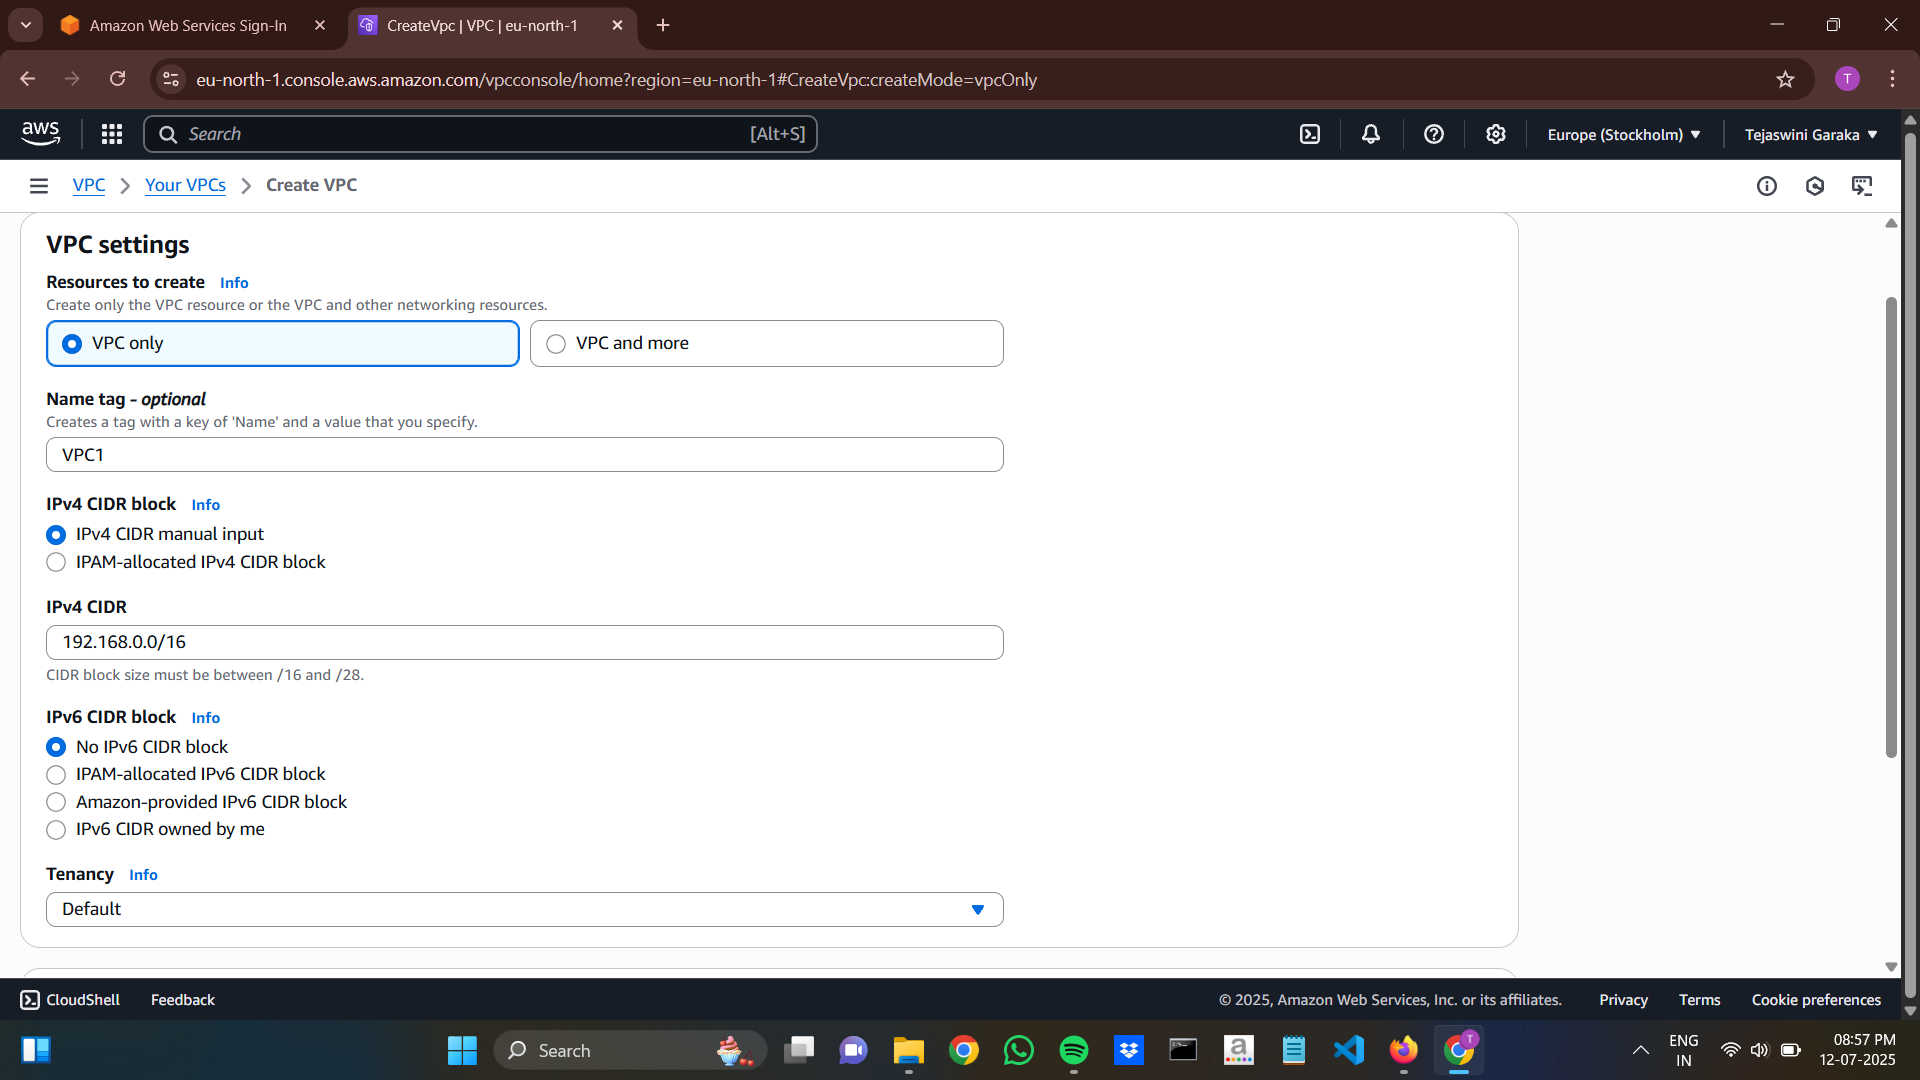 Amazon Web Services Sign-In
CreateVpc | VPC | eu-north-1
eu-north-1.console.aws.amazon.com/vpcconsole/home?region=eu-north-1#CreateVpc:createMode=vpcOnly
T
aws
Search
[Alt+S]
Europe (Stockholm)
Tejaswini Garaka
VPC
Your VPCs
Create VPC
VPC settings
Resources to create Info
Create only the VPC resource or the VPC and other networking resources.
VPC only
VPC and more
Name tag - optional
Creates a tag with a key of 'Name' and a value that you specify.
VPC1
IPv4 CIDR block Info
IPv4 CIDR manual input
IPAM-allocated IPv4 CIDR block
IPv4 CIDR
192.168.0.0/16
CIDR block size must be between /16 and /28.
IPv6 CIDR block Info
No IPv6 CIDR block
IPAM-allocated IPv6 CIDR block
Amazon-provided IPv6 CIDR block
IPv6 CIDR owned by me
Tenancy Info
Default
CloudShell
Feedback
© 2025, Amazon Web Services, Inc. or its affiliates.
Privacy
Terms
Cookie preferences
Search
a
T
ENG
IN
08:57 PM
12-07-2025